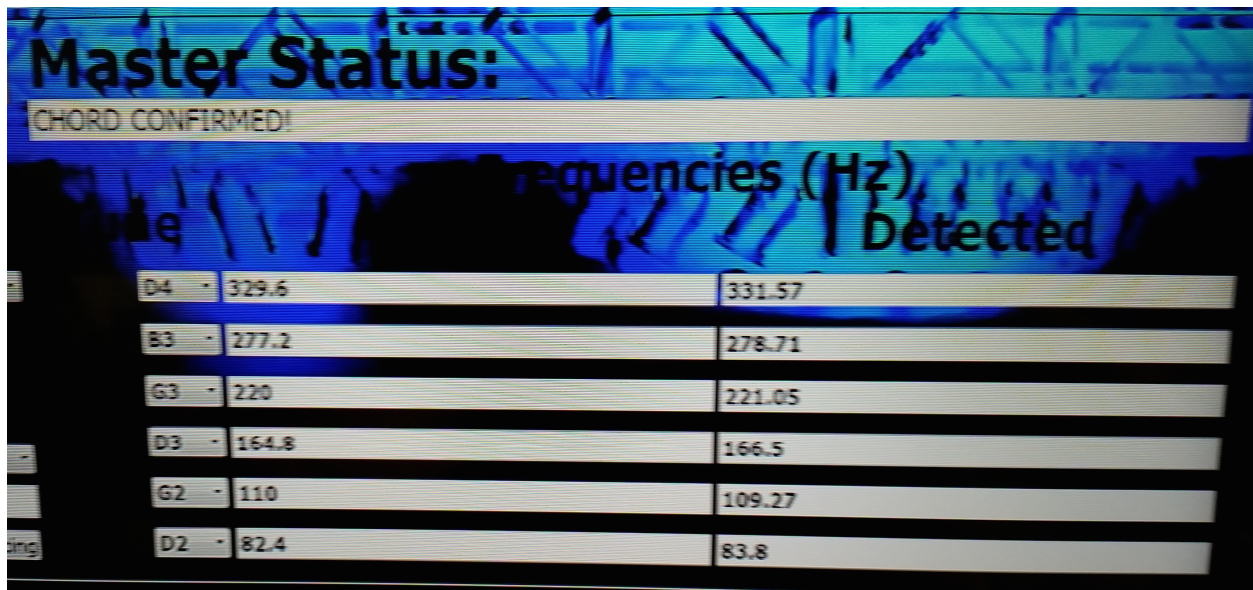 Master Status:
CHORD CONFIRMED!
Frequencies (Hz)
Detected
D4 329.6 331.57
B3 277.2 278.71
G3 220 221.05
D3 164.8 166.5
G2 110 109.27
D2 82.4 83.8